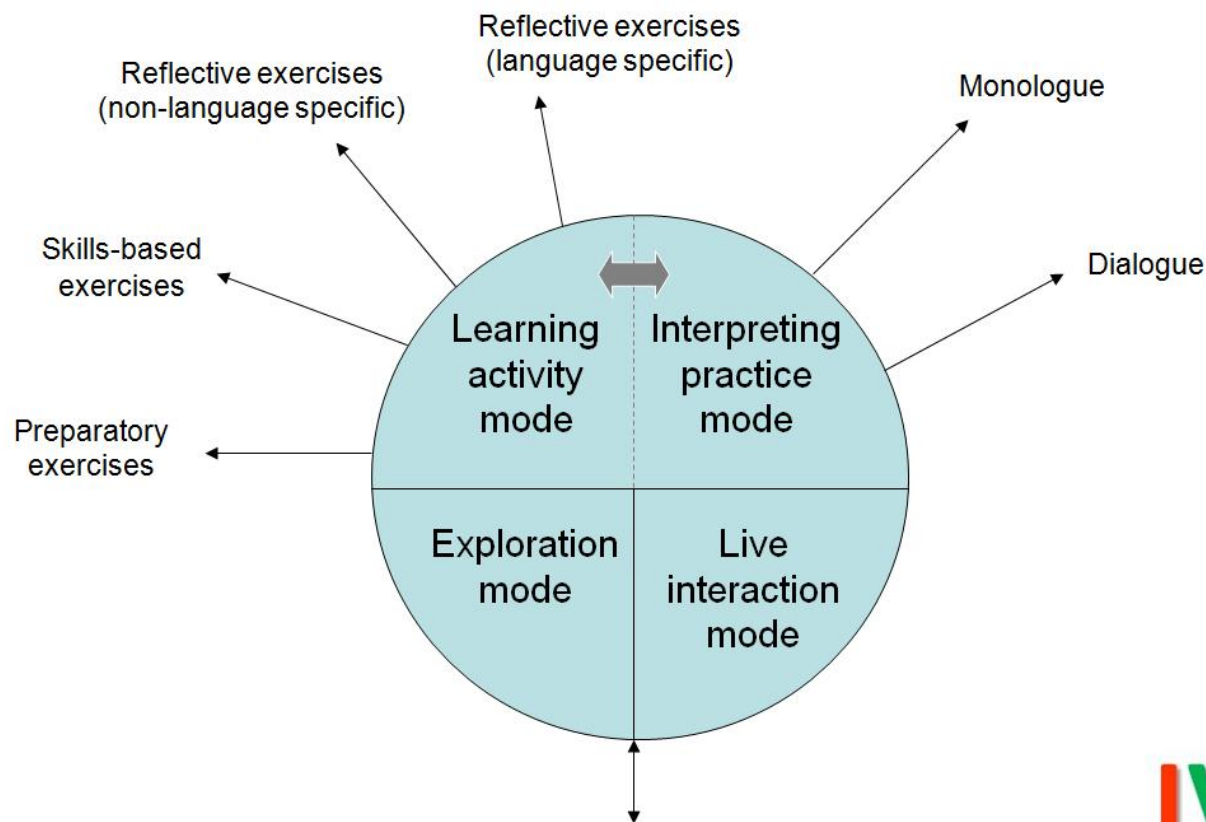 Reflective exercises
(language specific)
Reflective exercises
(non-language specific)
Monologue
Skills-based
exercises
Dialogue
Learning
activity
mode
Interpreting
practice
mode
Preparatory
exercises
Exploration
mode
Live
interaction
mode